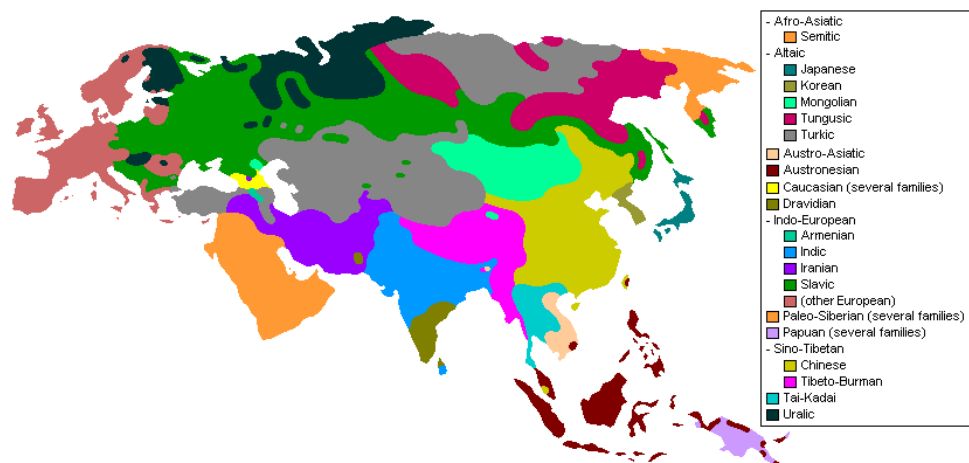 - Afro-Asiatic
Semitic
- Altaic
Japanese
Korean
Mongolian
Tungusic
Turkic
Austro-Asiatic
Austronesian
Caucasian (several families)
Dravidian
- Indo-European
Armenian
Indic
Iranian
Slavic
(other European)
Paleo-Siberian (several families)
Papuan (several families)
- Sino-Tibetan
Chinese
Tibeto-Burman
Tai-Kadai
Uralic